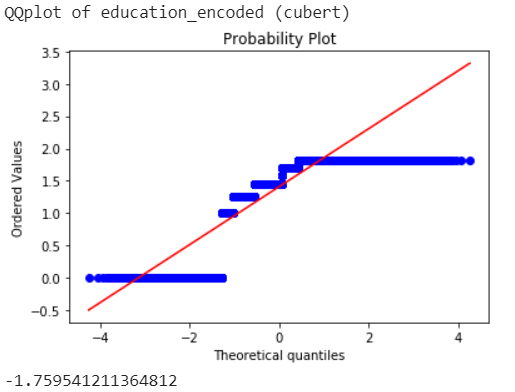 QQplot of education_encoded (cubert)
Probability Plot
3.5
3.0
2.5
2.0
1.5
1.0
0.5
0.0
−0.5
Ordered Values
−4 −2 0 2 4
Theoretical quantiles
-1.759541211364812